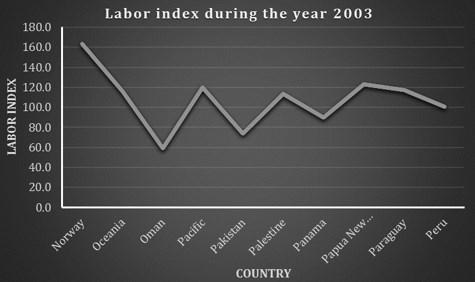 Labor index during the year 2003
180.0
160.0
140.0
120.0
100.0
80.0
60.0
40.0
20.0
0.0
LABOR INDEX
Norway
Oceania
Oman
Pacific
Pakistan
Palestine
Panama
Papua New...
Paraguay
Peru
COUNTRY